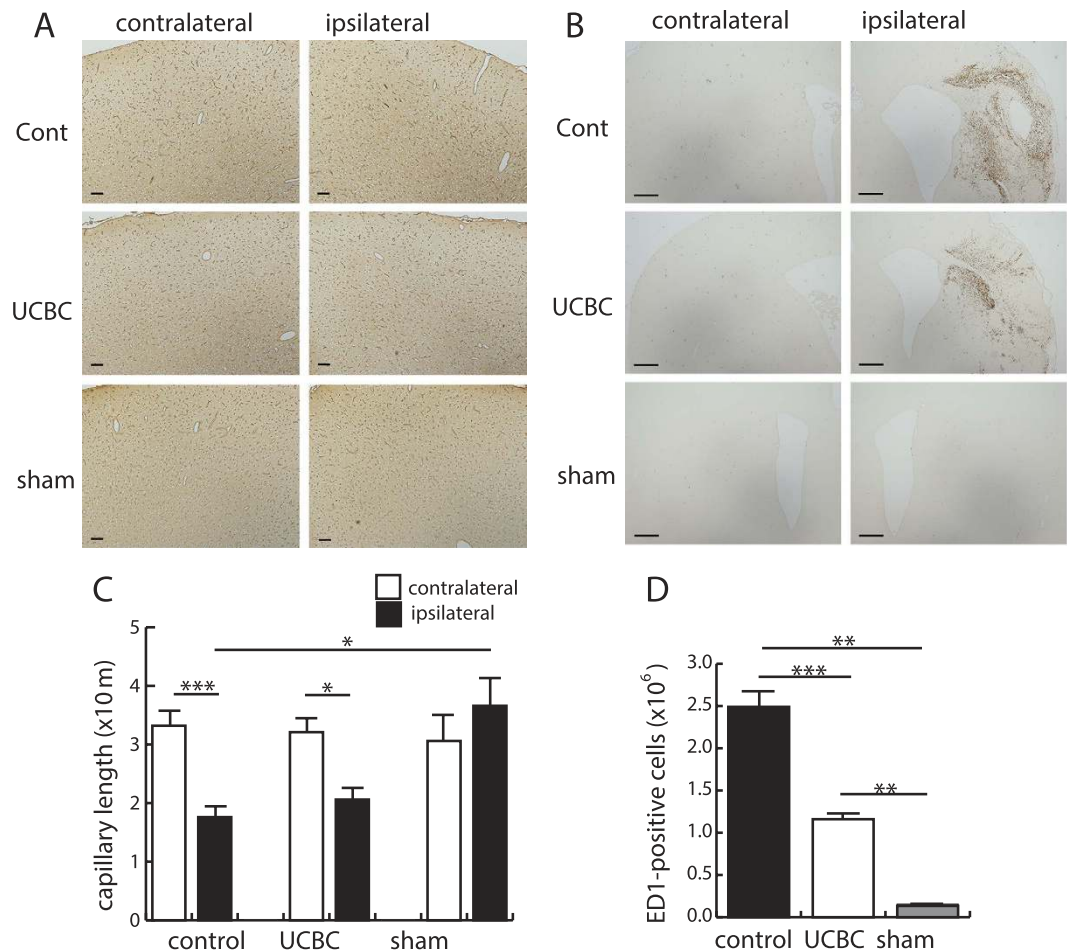 A
contralateral
ipsilateral
Cont
UCBC
sham
B
contralateral
ipsilateral
Cont
UCBC
sham
C
contralateral
ipsilateral
capillary length (x10 m)
5
4
3
2
1
0
***
*
*
control
UCBC
sham
D
ED1-positive cells (x10⁶)
3.0
2.5
2.0
1.5
1.0
0.5
0.0
**
***
**
control
UCBC
sham